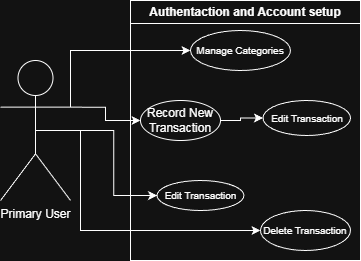 Authentaction and Account setup
Manage Categories
Record New
Transaction
Edit Transaction
Edit Transaction
Primary User
Delete Transaction